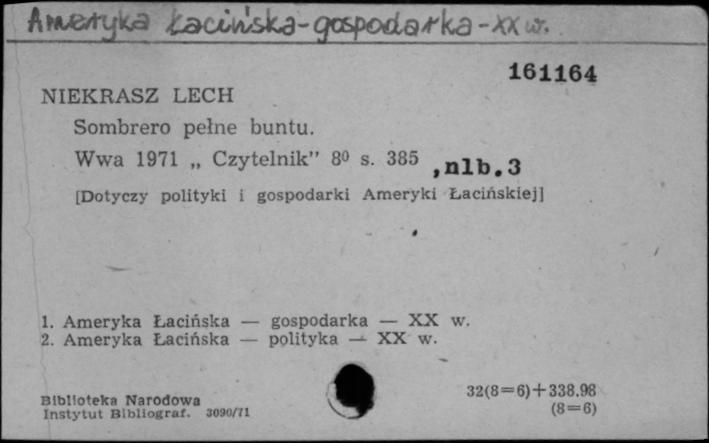 Ameryka Łacińska-gospodarka-XX w.
161164
NIEKRASZ LECH
Sombrero pełne buntu.
Wwa 1971 „ Czytelnik” 8⁰ s. 385 ,nlb.3
[Dotyczy polityki i gospodarki Ameryki Łacińskiej]
1. Ameryka Łacińska — gospodarka — XX w.
2. Ameryka Łacińska — polityka — XX w.
Biblioteka Narodowa
Instytut Bibliograf. 3090/71
32(8=6)+338.98
(8=6)